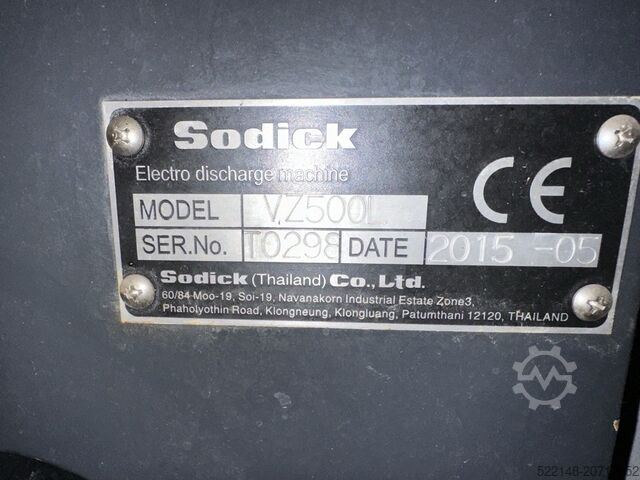 Sodick
Electro discharge machine
CE
MODEL VZ500L
SER.No. T0298 DATE 2015 -05
Sodick (Thailand) Co., Ltd.
60/84 Moo-19, Soi-19, Navanakorn Industrial Estate Zone3,
Phaholyothin Road, Klongneung, Klongluang, Patumthani 12120, THAILAND